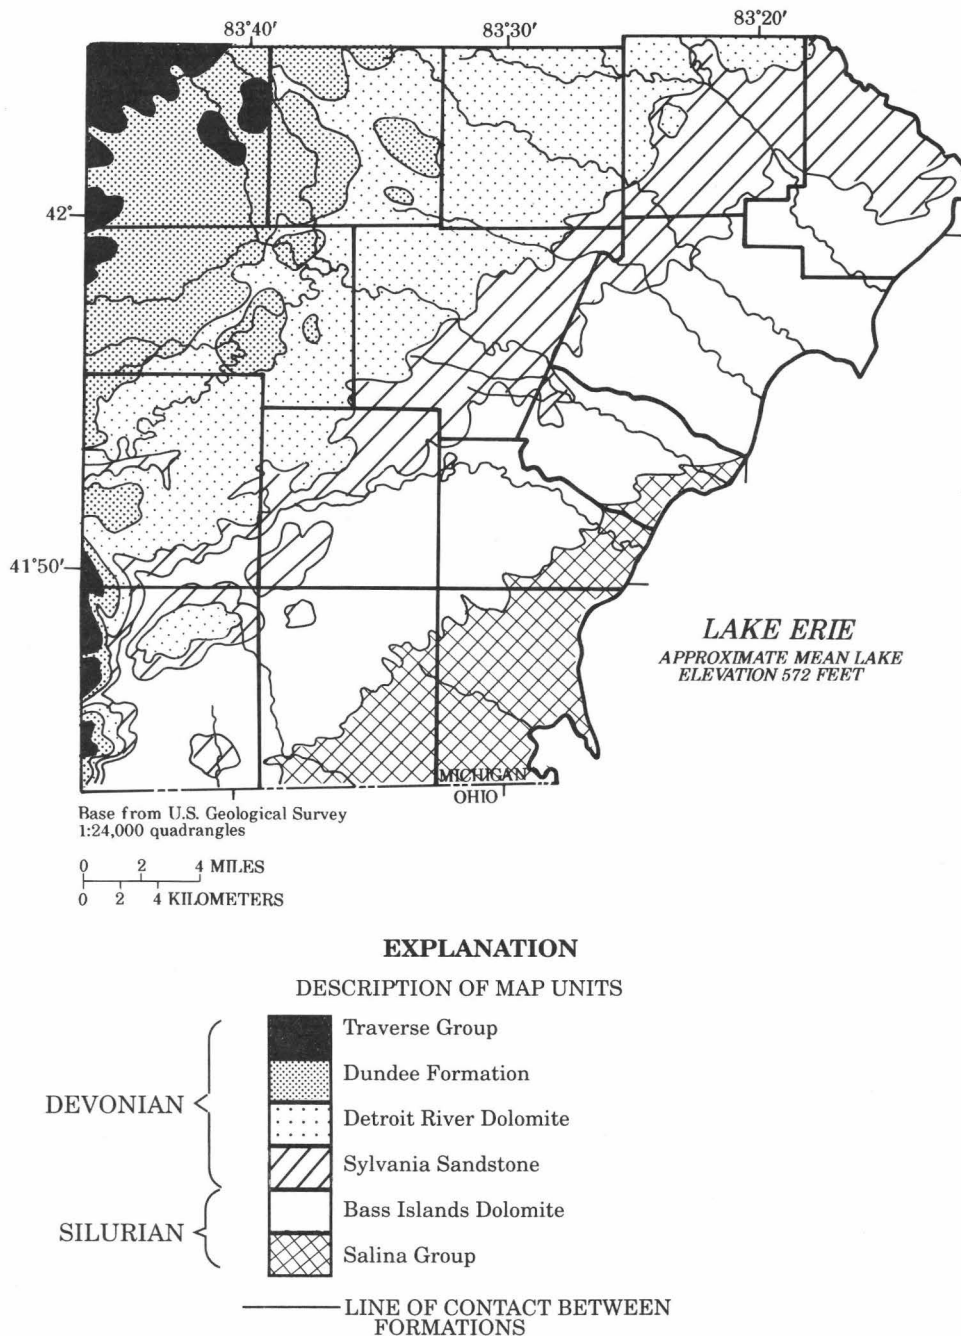 83°40'
83°30'
83°20'
42°
41°50'
LAKE ERIE
APPROXIMATE MEAN LAKE
ELEVATION 572 FEET
MICHIGAN
OHIO
Base from U.S. Geological Survey
1:24,000 quadrangles
0 2 4 MILES
0 2 4 KILOMETERS
EXPLANATION
DESCRIPTION OF MAP UNITS
DEVONIAN
Traverse Group
Dundee Formation
Detroit River Dolomite
Sylvania Sandstone
SILURIAN
Bass Islands Dolomite
Salina Group
LINE OF CONTACT BETWEEN
FORMATIONS